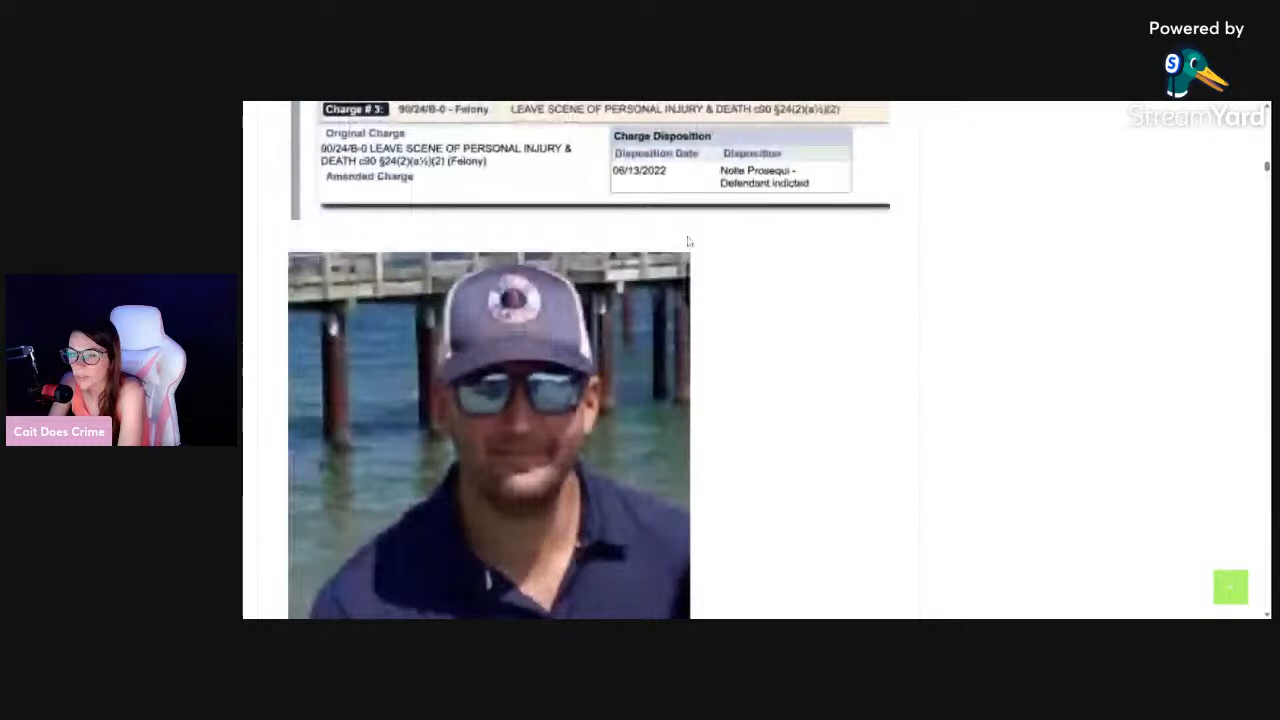 Powered by
S
StreamYard
Charge # 3: 90/24/B-0 - Felony LEAVE SCENE OF PERSONAL INJURY & DEATH c90 §24(2)(a½)(2)
Original Charge
90/24/B-0 LEAVE SCENE OF PERSONAL INJURY &
DEATH c90 §24(2)(a½)(2) (Felony)
Amended Charge
Charge Disposition
Disposition Date Disposition
06/13/2022 Nolle Prosequi -
Defendant indicted
Cait Does Crime